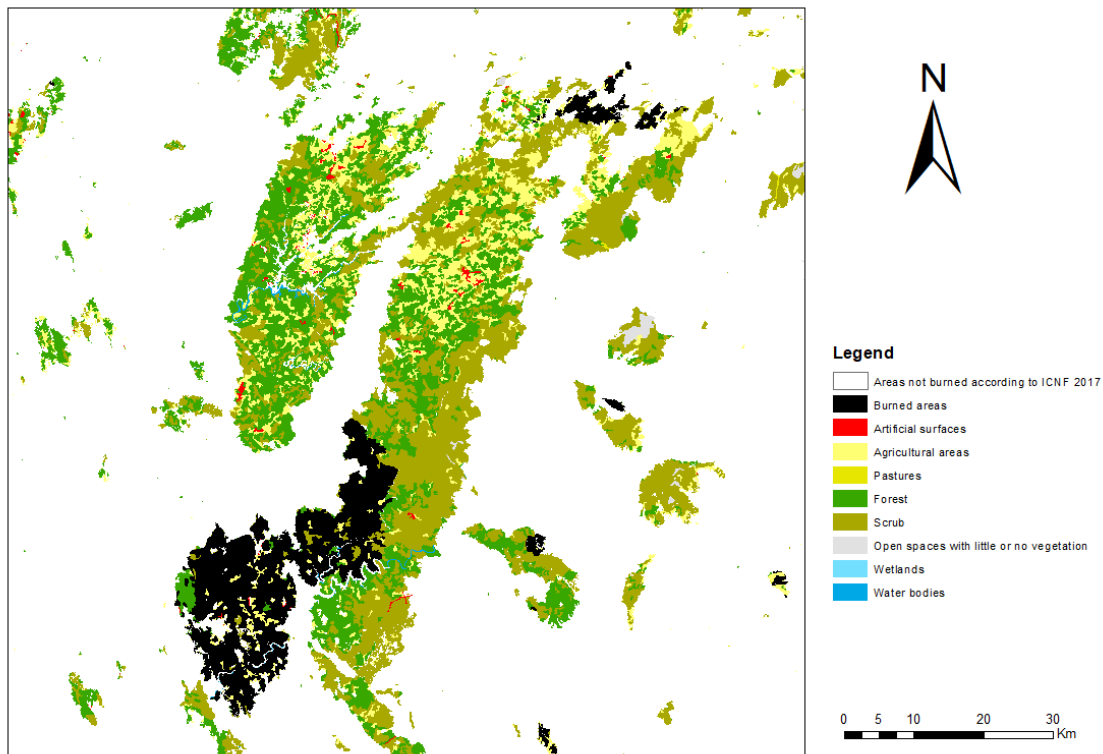 N
Legend
Areas not burned according to ICNF 2017
Burned areas
Artificial surfaces
Agricultural areas
Pastures
Forest
Scrub
Open spaces with little or no vegetation
Wetlands
Water bodies
0 5 10 20 30
Km